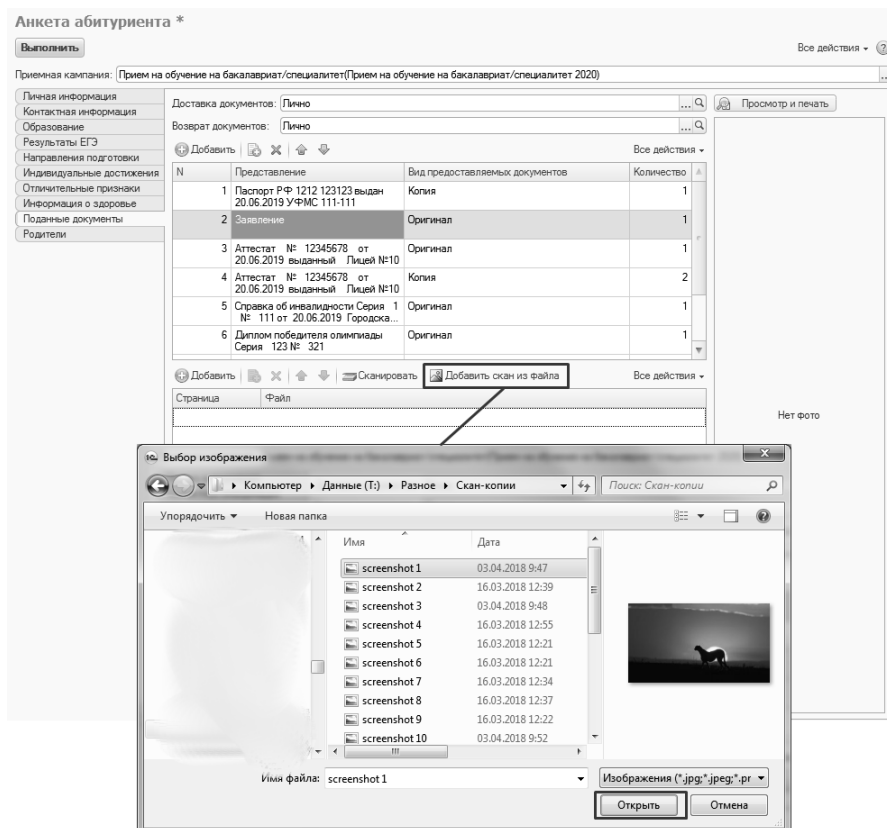 Анкета абитуриента *
Выполнить
Все действия
Приемная кампания: Прием на обучение на бакалавриат/специалитет(Прием на обучение на бакалавриат/специалитет 2020) ...
Личная информация
Контактная информация
Образование
Результаты ЕГЭ
Направления подготовки
Индивидуальные достижения
Отличительные признаки
Информация о здоровье
Поданные документы
Родители
Доставка документов: Лично ...
Возврат документов: Лично ...
Добавить
Все действия
N Представление Вид предоставляемых документов Количество
1 Паспорт РФ 1212 123123 выдан Копия 1
20.06.2019 УФМС 111-111
2 Заявление Оригинал 1
3 Аттестат № 12345678 от Оригинал 1
20.06.2019 выданный Лицей №10
4 Аттестат № 12345678 от Копия 2
20.06.2019 выданный Лицей №10
5 Справка об инвалидности Серия 1 Оригинал 1
№ 111 от 20.06.2019 Городска...
6 Диплом победителя олимпиады Оригинал 1
Серия 123 № 321
Добавить Сканировать Добавить скан из файла Все действия
Страница Файл
Просмотр и печать
Нет фото
Выбор изображения
Компьютер Данные (T:) Разное Скан-копии
Поиск: Скан-копии
Упорядочить Новая папка
Имя Дата
screenshot 1 03.04.2018 9:47
screenshot 2 16.03.2018 12:39
screenshot 3 03.04.2018 9:48
screenshot 4 16.03.2018 12:55
screenshot 5 16.03.2018 12:21
screenshot 6 16.03.2018 12:21
screenshot 7 16.03.2018 12:34
screenshot 8 16.03.2018 12:37
screenshot 9 16.03.2018 12:22
screenshot 10 03.04.2018 9:52
Имя файла: screenshot 1
Изображения (*.jpg;*.jpeg;*.pr
Открыть Отмена